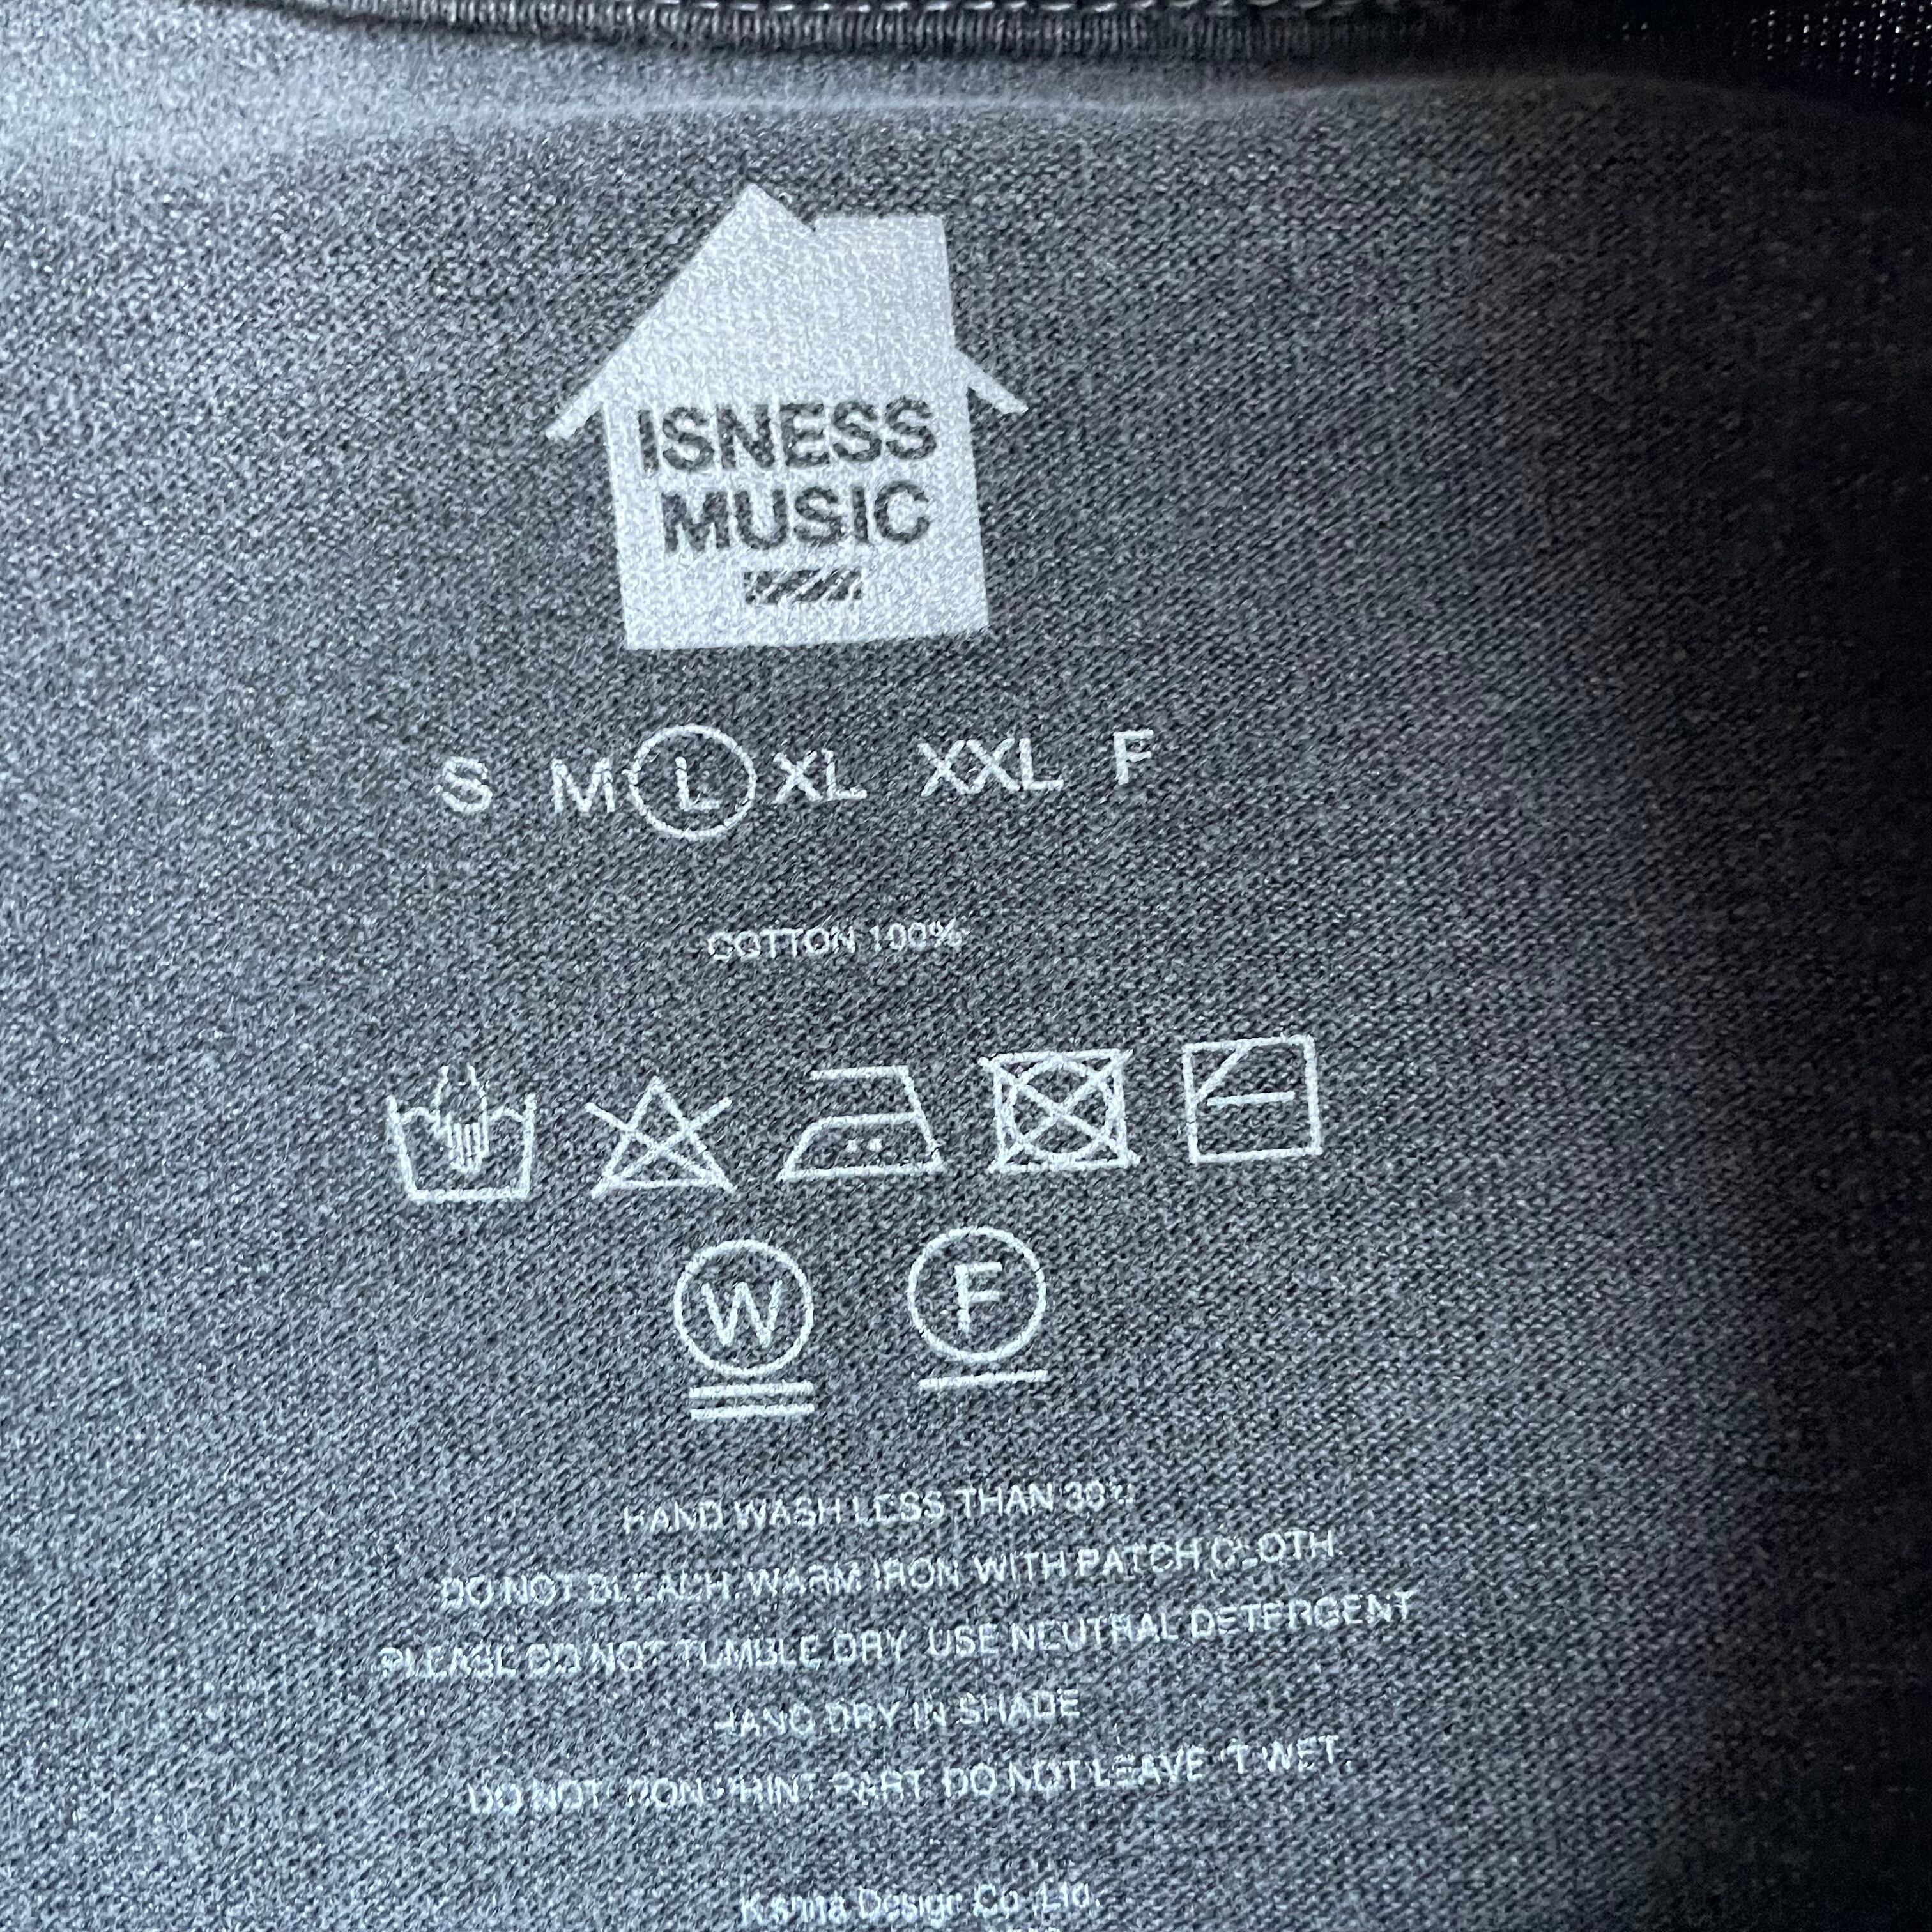 ISNESS
MUSIC
S M L XL XXL F
COTTON 100%
W F
HAND WASH LESS THAN 30℃
DO NOT BLEACH WARM IRON WITH PATCH CLOTH
PLEASE DO NOT TUMBLE DRY USE NEUTRAL DETERGENT
HANG DRY IN SHADE
DO NOT IRON PRINT PART DO NOT LEAVE IT WET.
Karma Design Co.,Ltd.